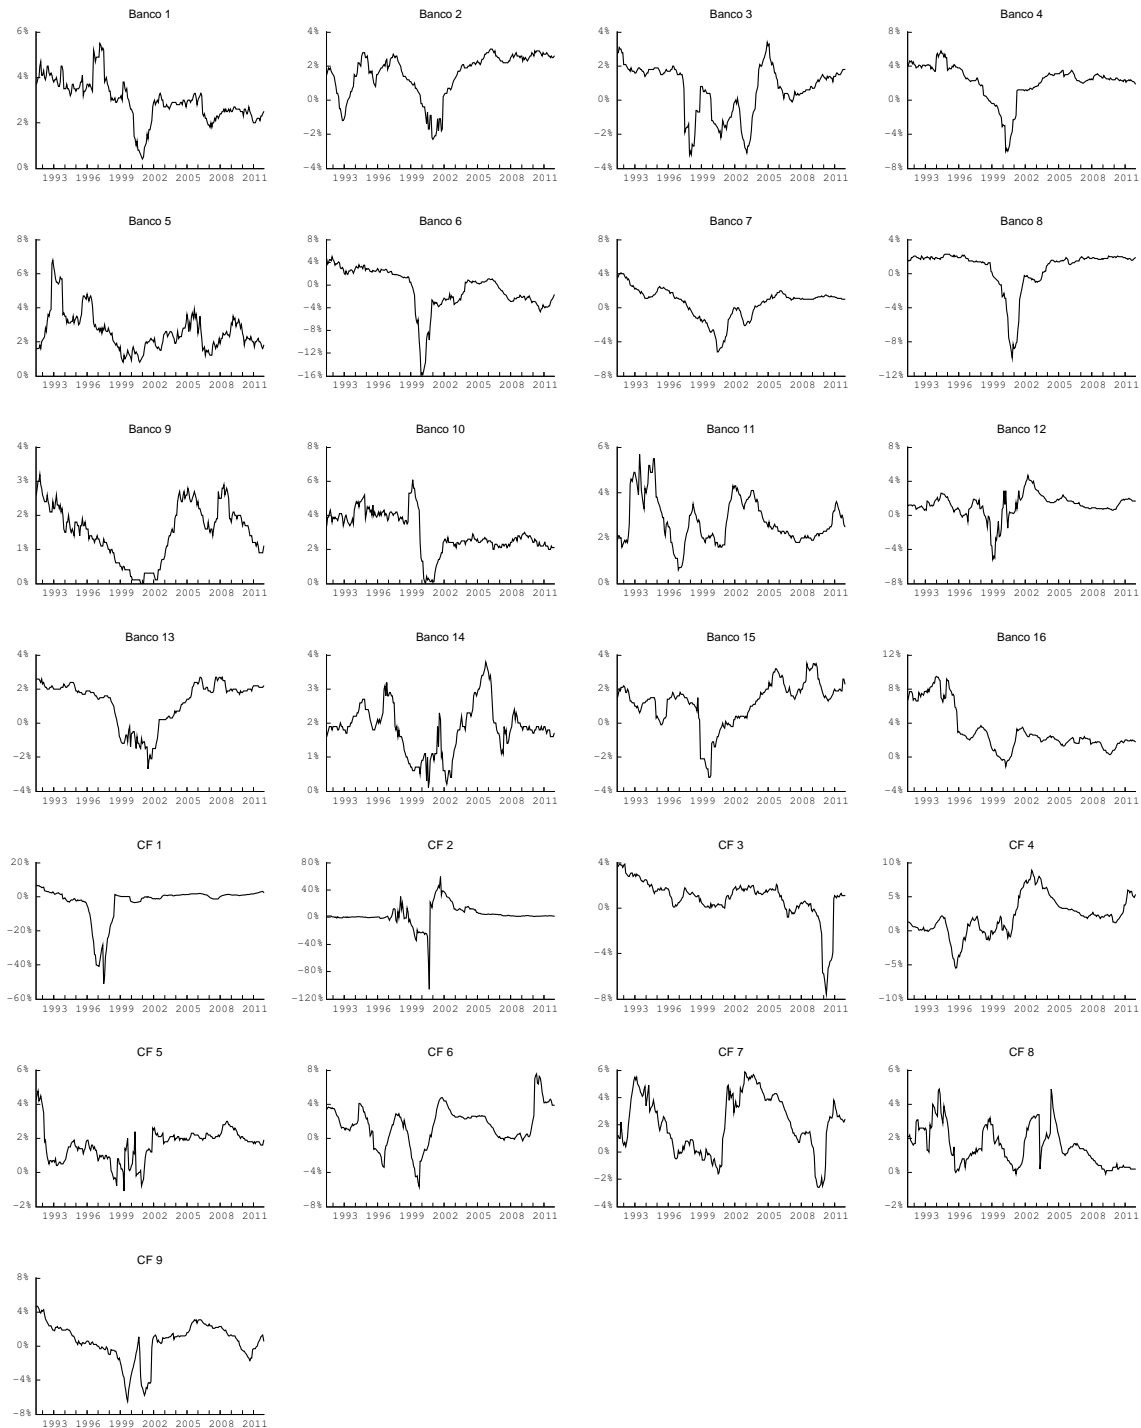 Banco 1 Banco 2 Banco 3 Banco 4
6% 4% 4% 8%
4% 2% 2% 4%
0% 0% 0%
2% −2% −2% −4%
0% −4% −4% −8%
1993 1996 1999 2002 2005 2008 2011 1993 1996 1999 2002 2005 2008 2011 1993 1996 1999 2002 2005 2008 2011 1993 1996 1999 2002 2005 2008 2011
Banco 5 Banco 6 Banco 7 Banco 8
8% 8% 8% 4%
6% 4% 4% 0%
4% 0% 0% −4%
−4%
2% −8% −4% −8%
−12%
0% −16% −8% −12%
1993 1996 1999 2002 2005 2008 2011 1993 1996 1999 2002 2005 2008 2011 1993 1996 1999 2002 2005 2008 2011 1993 1996 1999 2002 2005 2008 2011
Banco 9 Banco 10 Banco 11 Banco 12
4% 8% 6% 8%
3% 6% 4% 4%
2% 4% 0%
1% 2% 2% −4%
0% 0% 0% −8%
1993 1996 1999 2002 2005 2008 2011 1993 1996 1999 2002 2005 2008 2011 1993 1996 1999 2002 2005 2008 2011 1993 1996 1999 2002 2005 2008 2011
Banco 13 Banco 14 Banco 15 Banco 16
4% 4% 4% 12%
2% 3% 2% 8%
0% 2% 0% 4%
−2% 1% −2% 0%
−4% 0% −4% −4%
1993 1996 1999 2002 2005 2008 2011 1993 1996 1999 2002 2005 2008 2011 1993 1996 1999 2002 2005 2008 2011 1993 1996 1999 2002 2005 2008 2011
CF 1 CF 2 CF 3 CF 4
20% 80% 4% 10%
0% 40% 5%
0% 0% 0%
−20% −40% −4% −5%
−40% −80%
−60% −120% −8% −10%
1993 1996 1999 2002 2005 2008 2011 1993 1996 1999 2002 2005 2008 2011 1993 1996 1999 2002 2005 2008 2011 1993 1996 1999 2002 2005 2008 2011
CF 5 CF 6 CF 7 CF 8
6% 8% 6% 6%
4% 4% 4% 4%
2% 0% 2% 2%
0% 0%
0% −4% −2% 0%
−2% −8% −4% −2%
1993 1996 1999 2002 2005 2008 2011 1993 1996 1999 2002 2005 2008 2011 1993 1996 1999 2002 2005 2008 2011 1993 1996 1999 2002 2005 2008 2011
CF 9
8%
4%
0%
−4%
−8%
1993 1996 1999 2002 2005 2008 2011